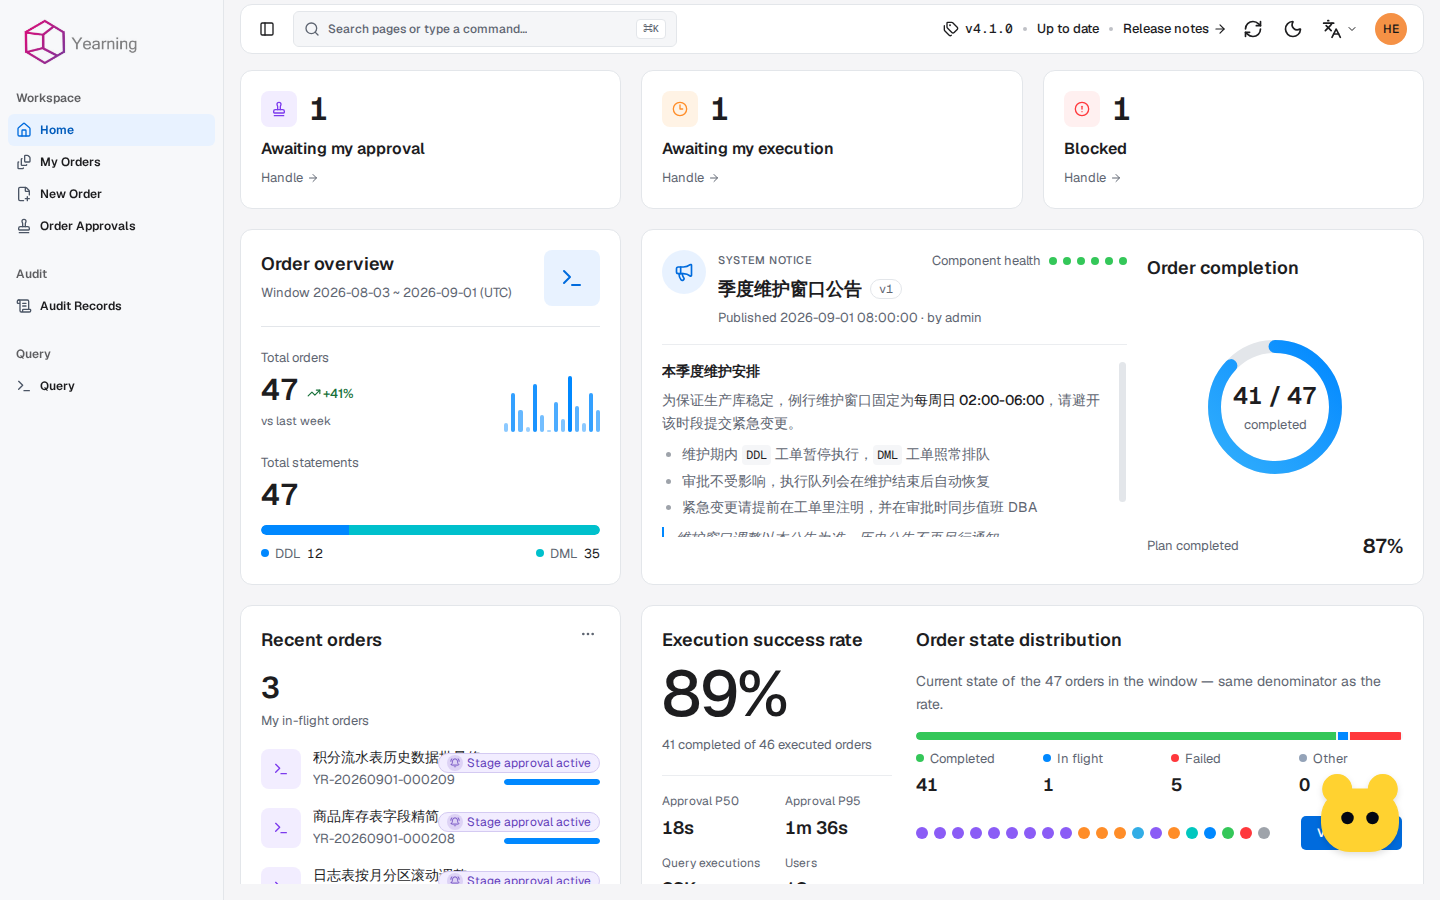 Yearning
Workspace
Home
My Orders
New Order
Order Approvals
Audit
Audit Records
Query
Query
Search pages or type a command...
⌘K
v4.1.0
Up to date
Release notes
HE
1
Awaiting my approval
Handle
1
Awaiting my execution
Handle
1
Blocked
Handle
Order overview
Window 2026-08-03 ~ 2026-09-01 (UTC)
Total orders
47 +41%
vs last week
Total statements
47
DDL 12
DML 35
SYSTEM NOTICE
Component health
季度维护窗口公告 v1
Published 2026-09-01 08:00:00 · by admin
本季度维护安排
为保证生产库稳定，例行维护窗口固定为每周日 02:00-06:00，请避开
该时段提交紧急变更。
维护期内 DDL 工单暂停执行，DML 工单照常排队
审批不受影响，执行队列会在维护结束后自动恢复
紧急变更请提前在工单里注明，并在审批时同步值班 DBA
Order completion
41 / 47
completed
Plan completed
87%
Recent orders
3
My in-flight orders
积分流水表历史数据
Stage approval active
YR-20260901-000209
商品库存表字段精简
Stage approval active
YR-20260901-000208
日志表按月分区滚动
Stage approval active
Execution success rate
89%
41 completed of 46 executed orders
Approval P50
18s
Approval P95
1m 36s
Query executions
Users
Order state distribution
Current state of the 47 orders in the window — same denominator as the
rate.
Completed
41
In flight
1
Failed
5
Other
0